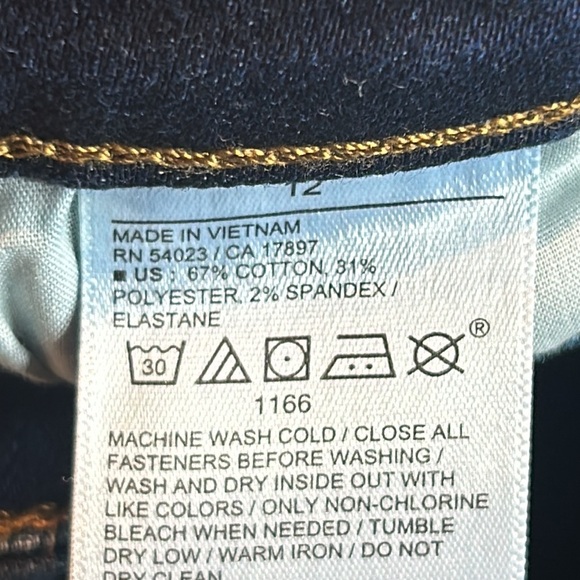 12
MADE IN VIETNAM
RN 54023 / CA 17897
■ US : 67% COTTON, 31%
POLYESTER, 2% SPANDEX /
ELASTANE
30 ®
1166
MACHINE WASH COLD / CLOSE ALL
FASTENERS BEFORE WASHING /
WASH AND DRY INSIDE OUT WITH
LIKE COLORS / ONLY NON-CHLORINE
BLEACH WHEN NEEDED / TUMBLE
DRY LOW / WARM IRON / DO NOT
DRY CLEAN